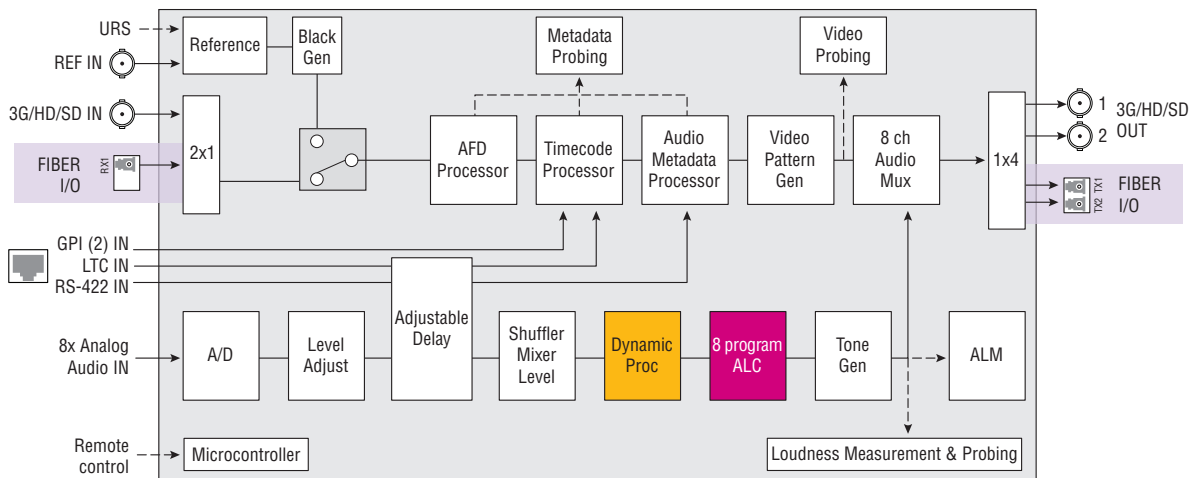 URS
REF IN
3G/HD/SD IN
FIBER
I/O
RX1
Reference
Black
Gen
2x1
Metadata
Probing
Video
Probing
AFD
Processor
Timecode
Processor
Audio
Metadata
Processor
Video
Pattern
Gen
8 ch
Audio
Mux
1x4
1
2
3G/HD/SD
OUT
TX1
TX2
FIBER
I/O
GPI (2) IN
LTC IN
RS-422 IN
8x Analog
Audio IN
A/D
Level
Adjust
Adjustable
Delay
Shuffler
Mixer
Level
Dynamic
Proc
8 program
ALC
Tone
Gen
ALM
Remote
control
Microcontroller
Loudness Measurement & Probing